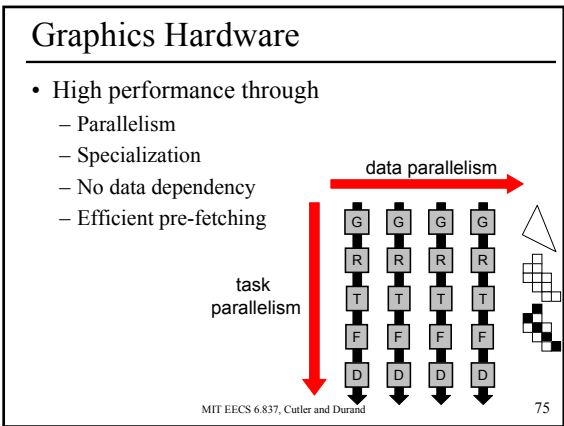 Graphics Hardware
• High performance through
– Parallelism
– Specialization
– No data dependency
– Efficient pre-fetching
data parallelism
task
parallelism
G G G G
R R R R
T T T T
F F F F
D D D D
MIT EECS 6.837, Cutler and Durand
75